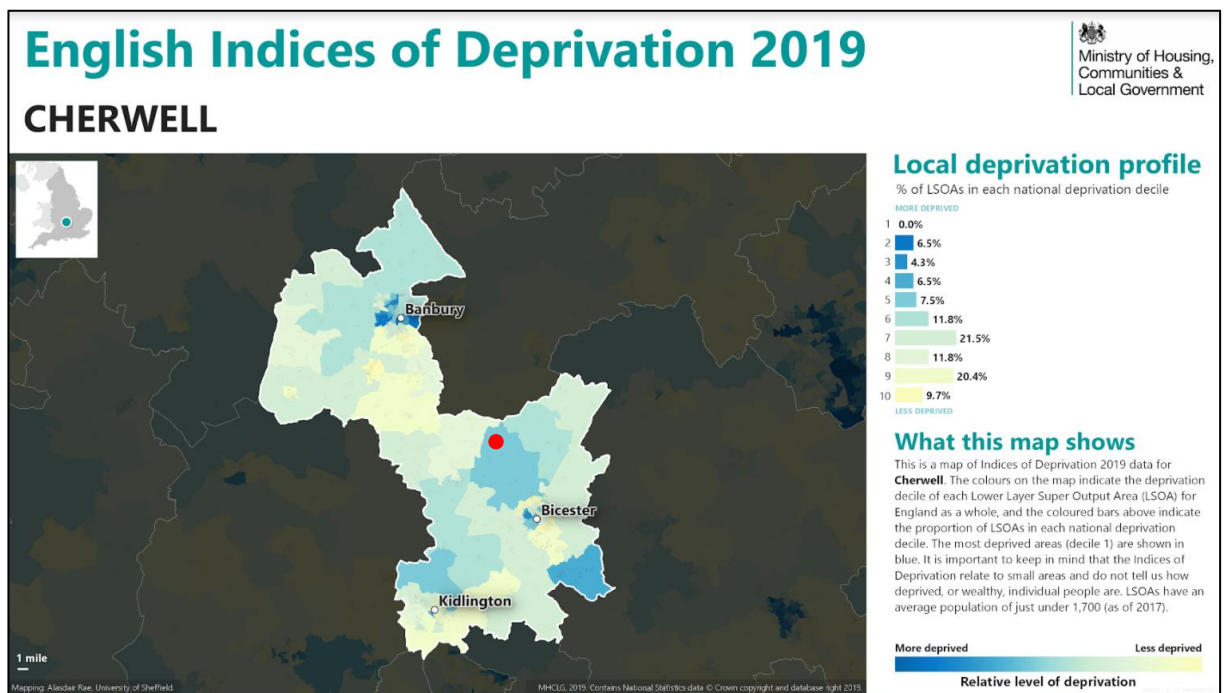 English Indices of Deprivation 2019
CHERWELL
Ministry of Housing,
Communities &
Local Government
Banbury
Bicester
Kidlington
1 mile
Mapping: Alasdair Rae, University of Sheffield
MHCLG, 2019. Contains National Statistics data © Crown copyright and database right 2019.
Local deprivation profile
% of LSOAs in each national deprivation decile
MORE DEPRIVED
1 0.0%
2 6.5%
3 4.3%
4 6.5%
5 7.5%
6 11.8%
7 21.5%
8 11.8%
9 20.4%
10 9.7%
LESS DEPRIVED
What this map shows
This is a map of Indices of Deprivation 2019 data for
Cherwell. The colours on the map indicate the deprivation
decile of each Lower Layer Super Output Area (LSOA) for
England as a whole, and the coloured bars above indicate
the proportion of LSOAs in each national deprivation
decile. The most deprived areas (decile 1) are shown in
blue. It is important to keep in mind that the Indices of
Deprivation relate to small areas and do not tell us how
deprived, or wealthy, individual people are. LSOAs have an
average population of just under 1,700 (as of 2017).
More deprived Less deprived
Relative level of deprivation